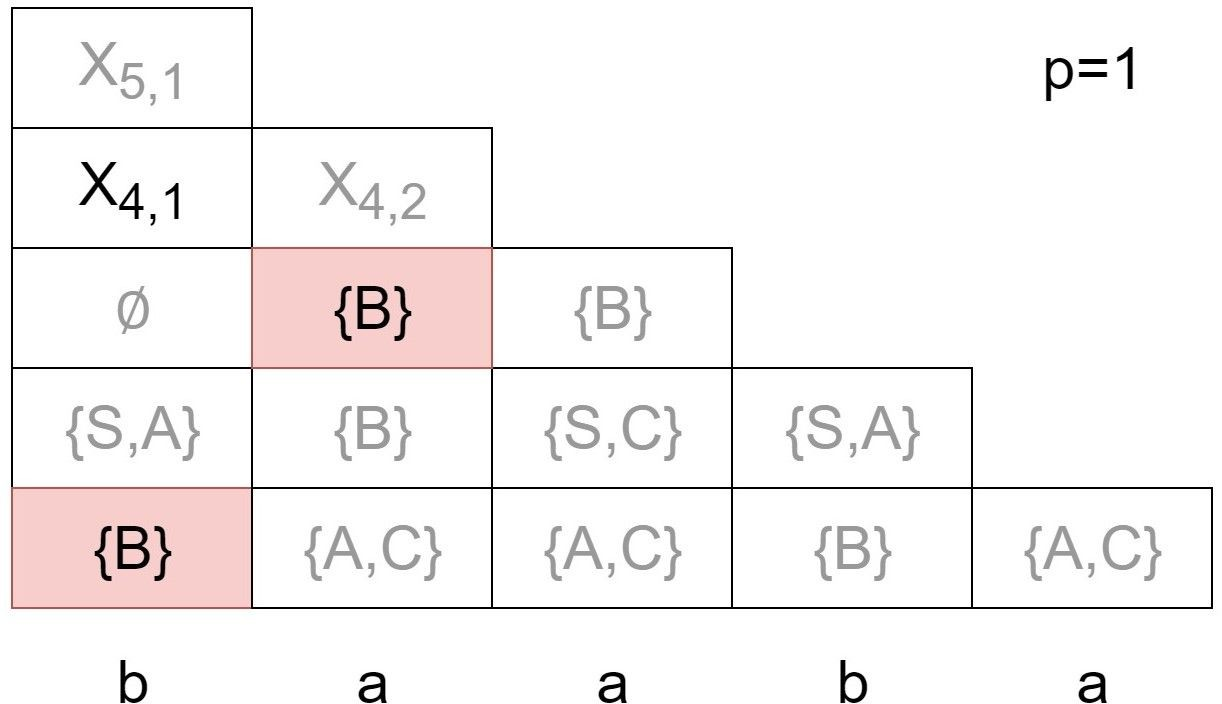 X5,1 p=1
X4,1 X4,2
∅ {B} {B}
{S,A} {B} {S,C} {S,A}
{B} {A,C} {A,C} {B} {A,C}
b a a b a